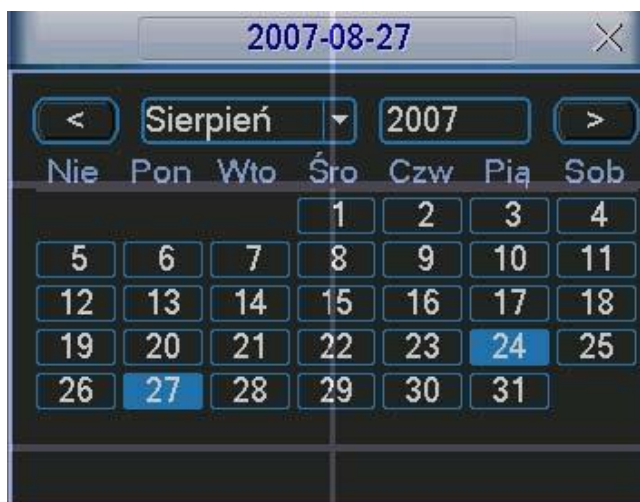 2007-08-27
< Sierpień 2007 >
Nie Pon Wto Śro Czw Pią Sob
1 2 3 4
5 6 7 8 9 10 11
12 13 14 15 16 17 18
19 20 21 22 23 24 25
26 27 28 29 30 31